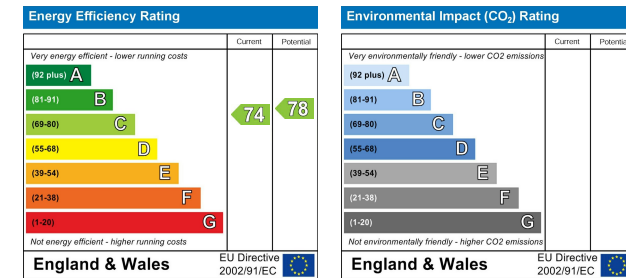 Energy Efficiency Rating
Current Potential
Very energy efficient - lower running costs
(92 plus) A
(81-91) B
(69-80) C
(55-68) D
(39-54) E
(21-38) F
(1-20) G
74
78
Not energy efficient - higher running costs
England & Wales
EU Directive
2002/91/EC
Environmental Impact (CO₂) Rating
Current Potential
Very environmentally friendly - lower CO2 emissions
(92 plus) A
(81-91) B
(69-80) C
(55-68) D
(39-54) E
(21-38) F
(1-20) G
Not environmentally friendly - higher CO2 emissions
England & Wales
EU Directive
2002/91/EC